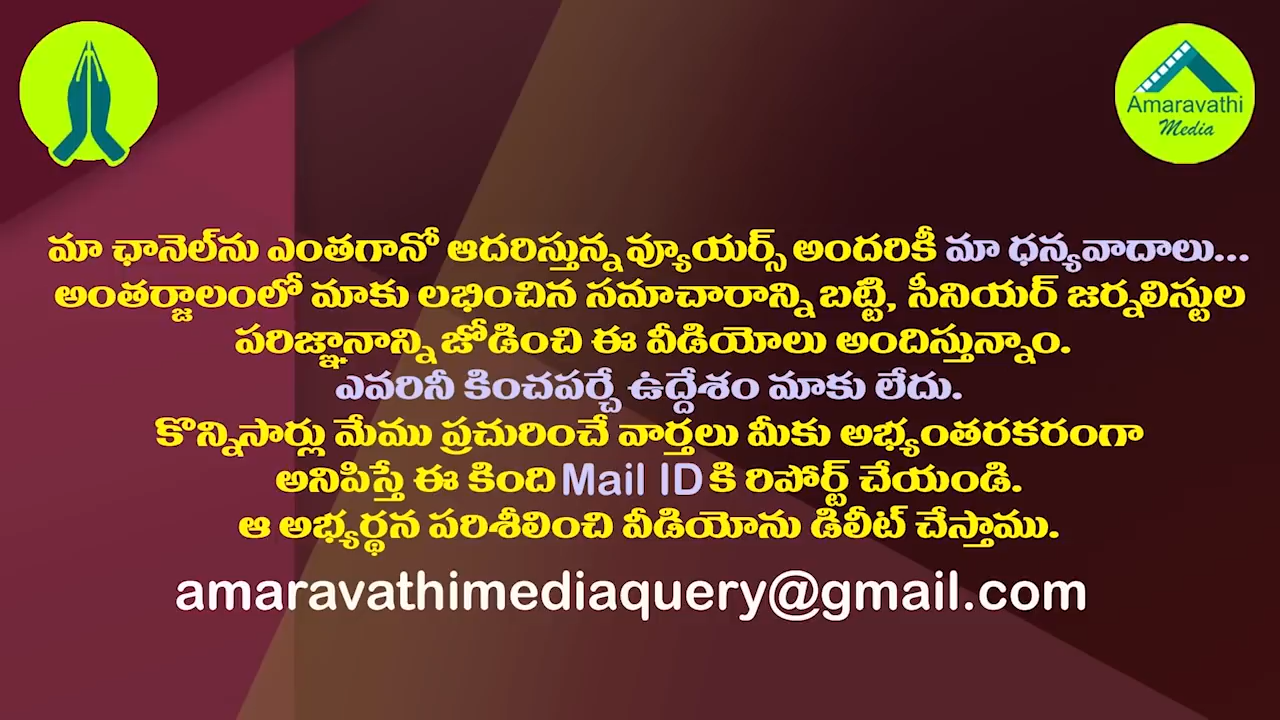 Amaravathi
Media
మా ఛానెల్‌ను ఎంతగానో ఆదరిస్తున్న వ్యూయర్స్ అందరికీ మా ధన్యవాదాలు...
అంతర్జాలంలో మాకు లభించిన సమాచారాన్ని బట్టి, సీనియర్ జర్నలిస్టుల
పరిజ్ఞానాన్ని జోడించి ఈ వీడియోలు అందిస్తున్నాం.
ఎవరినీ కించపర్చే ఉద్దేశం మాకు లేదు.
కొన్నిసార్లు మేము ప్రచురించే వార్తలు మీకు అభ్యంతరకరంగా
అనిపిస్తే ఈ కింది Mail ID కి రిపోర్ట్ చేయండి.
ఆ అభ్యర్థన పరిశీలించి వీడియోను డిలీట్ చేస్తాము.
amaravathimediaquery@gmail.com